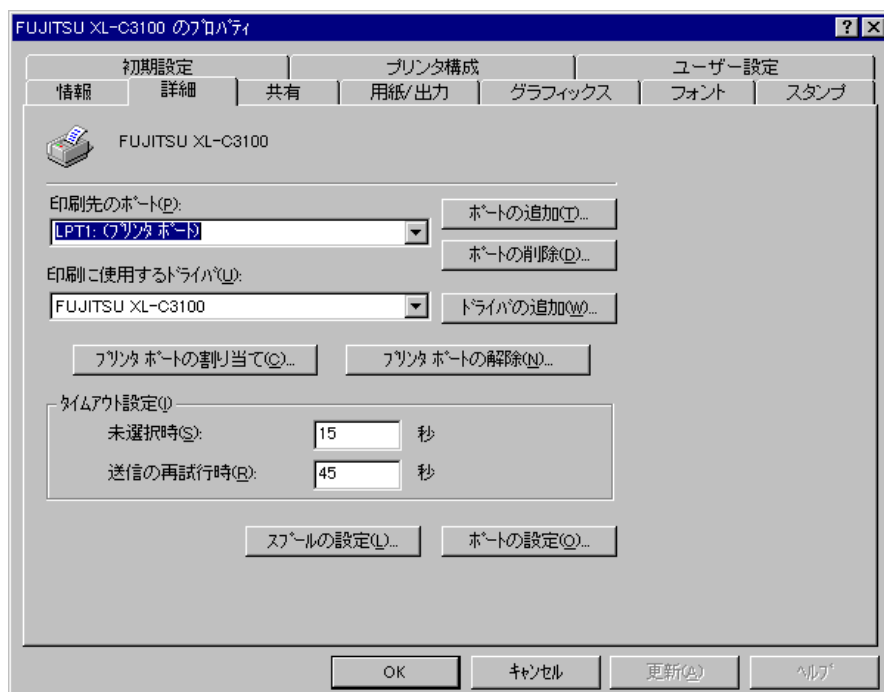 FUJITSU XL-C3100 のﾌﾟﾛﾊﾟﾃｨ
初期設定 プリンタ構成 ユーザー設定
情報 詳細 共有 用紙/出力 グラフィックス フォント スタンプ
FUJITSU XL-C3100
印刷先のﾎﾟｰﾄ(P):
LPT1: (ﾌﾟﾘﾝﾀ ﾎﾟｰﾄ)
ﾎﾟｰﾄの追加(T)...
ﾎﾟｰﾄの削除(D)...
印刷に使用するﾄﾞﾗｲﾊﾞ(U):
FUJITSU XL-C3100
ﾄﾞﾗｲﾊﾞの追加(W)...
ﾌﾟﾘﾝﾀ ﾎﾟｰﾄの割り当て(C)... ﾌﾟﾘﾝﾀ ﾎﾟｰﾄの解除(N)...
ﾀｲﾑｱｳﾄ設定(I)
未選択時(S): 15 秒
送信の再試行時(R): 45 秒
ｽﾌﾟｰﾙの設定(L)... ﾎﾟｰﾄの設定(O)...
OK ｷｬﾝｾﾙ 更新(A) ﾍﾙﾌﾟ